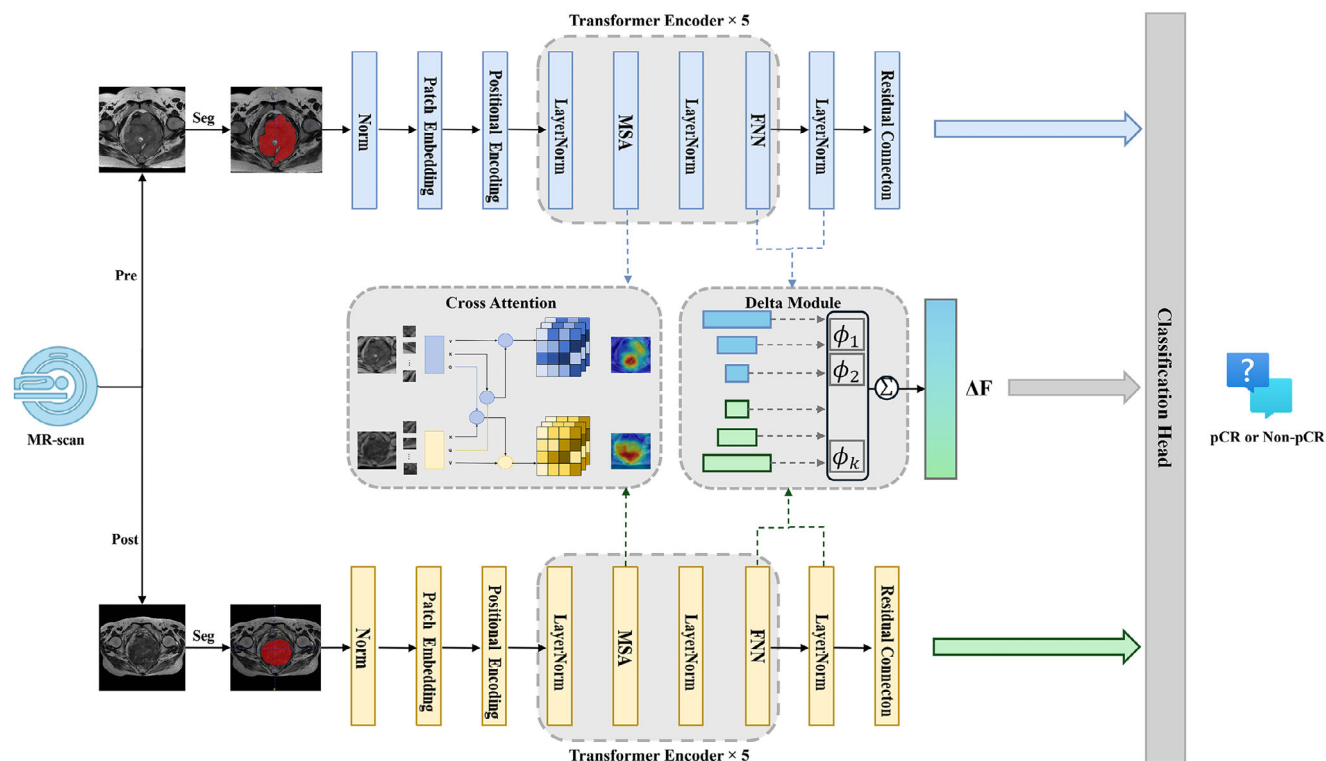 Transformer Encoder × 5
Seg
Norm
Patch Embedding
Positional Encoding
LayerNorm
MSA
LayerNorm
FNN
LayerNorm
Residual Connecton
Pre
MR-scan
Post
Cross Attention
V
K
Q
K
Q
V
Delta Module
ϕ1
ϕ2
ϕk
Σ
ΔF
Classification Head
?
pCR or Non-pCR
Seg
Norm
Patch Embedding
Positional Encoding
LayerNorm
MSA
LayerNorm
FNN
LayerNorm
Residual Connecton
Transformer Encoder × 5